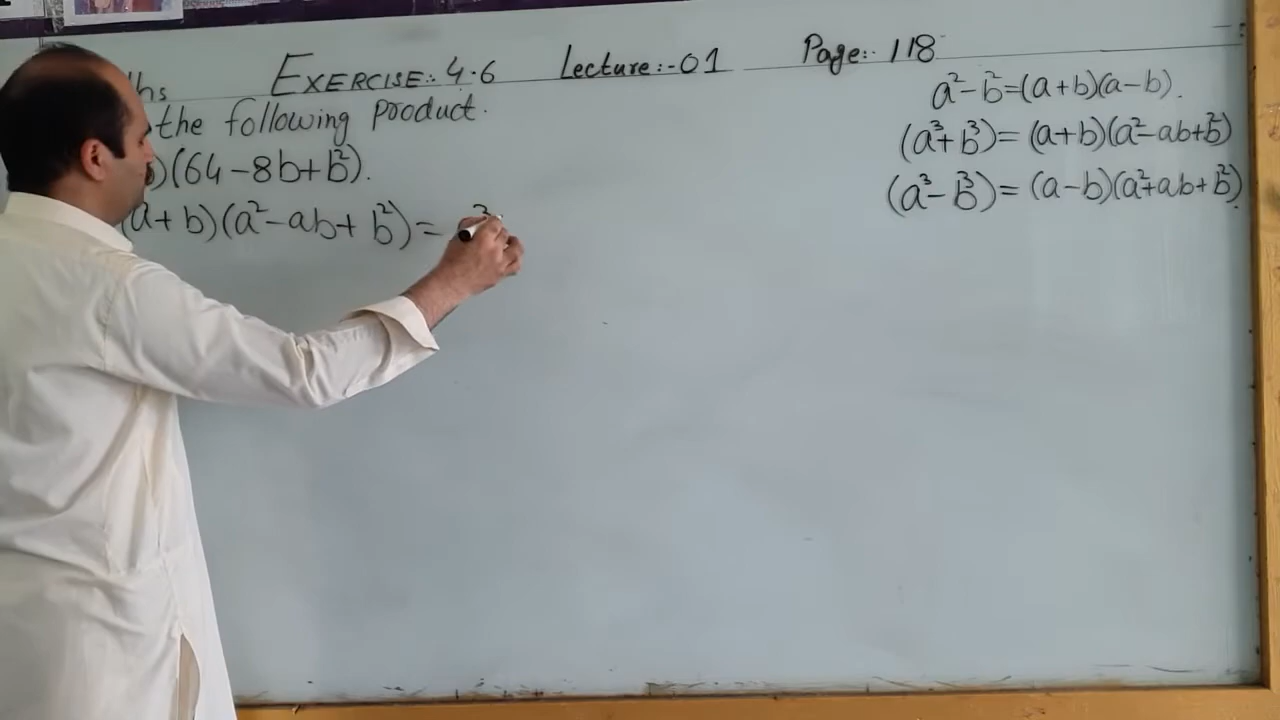 EXERCISE:- 4.6 Lecture:-01 Page:- 118
the following product.
)(64-8b+b²).
(a+b)(a²-ab+b²)= ³
a²-b²=(a+b)(a-b).
(a³+b³)=(a+b)(a²-ab+b²)
(a³-b³)=(a-b)(a²+ab+b²).